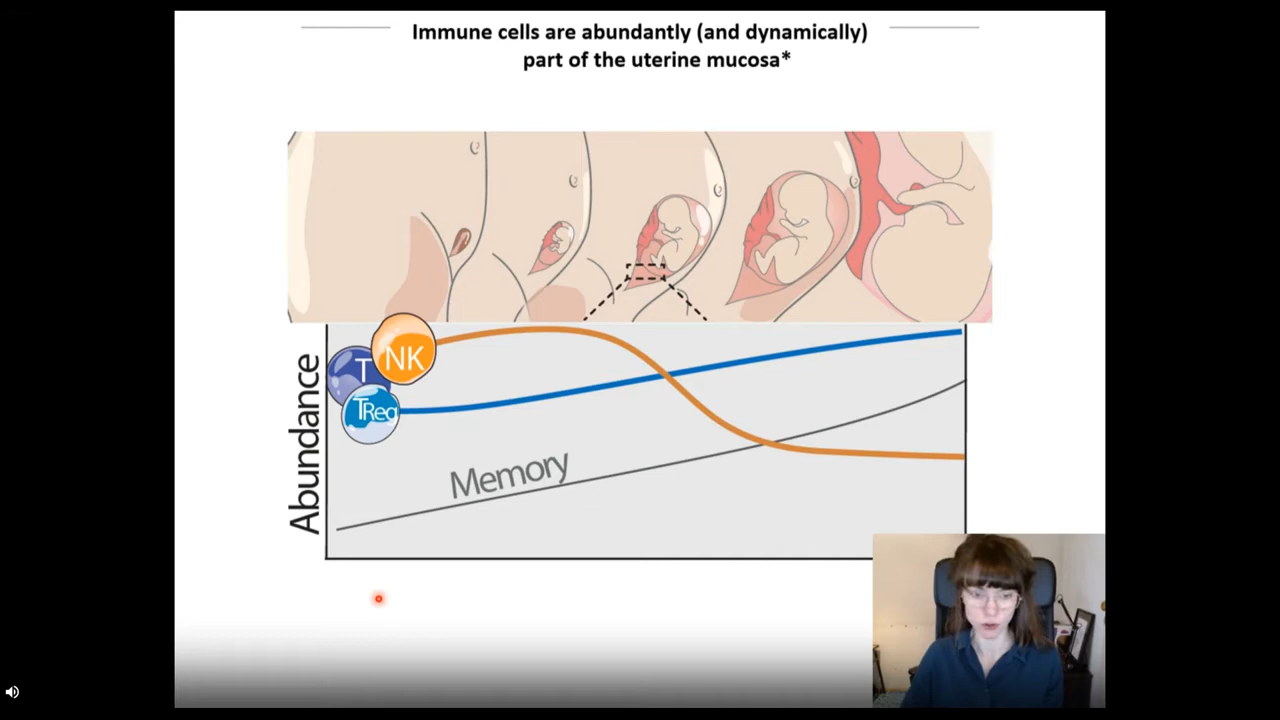 Immune cells are abundantly (and dynamically)
part of the uterine mucosa*
NK
T
TReg
Abundance
Memory